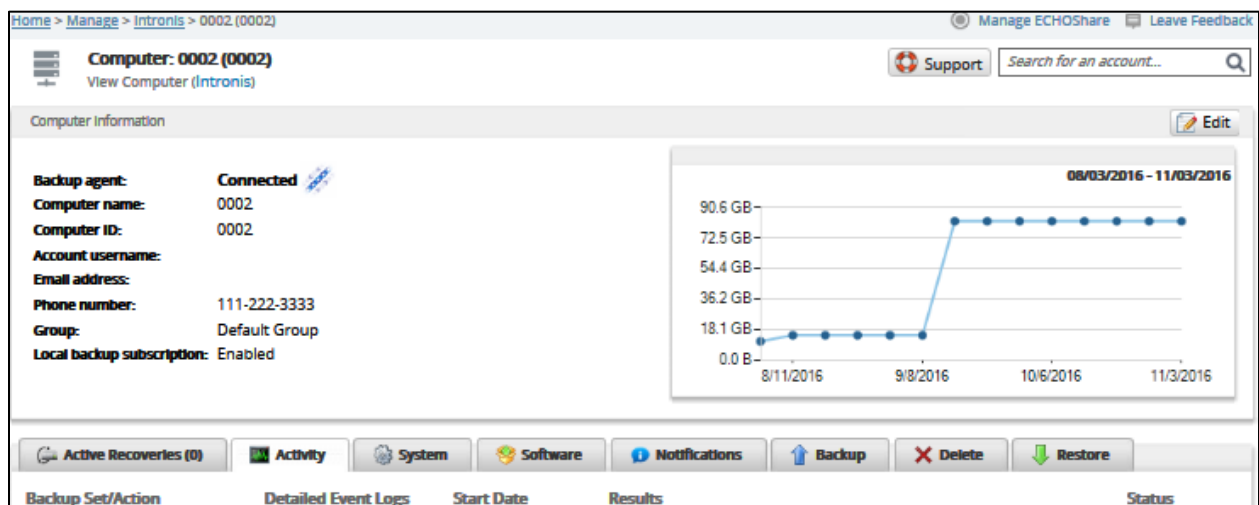 Home > Manage > Intronis > 0002 (0002)
Manage ECHOShare Leave Feedback
Computer: 0002 (0002)
View Computer (Intronis)
Support Search for an account...
Computer Information
Edit
Backup agent: Connected
Computer name: 0002
Computer ID: 0002
Account username:
Email address:
Phone number: 111-222-3333
Group: Default Group
Local backup subscription: Enabled
08/03/2016 - 11/03/2016
90.6 GB
72.5 GB
54.4 GB
36.2 GB
18.1 GB
0.0 B
8/11/2016 9/8/2016 10/6/2016 11/3/2016
Active Recoveries (0) Activity System Software Notifications Backup Delete Restore
Backup Set/Action Detailed Event Logs Start Date Results Status